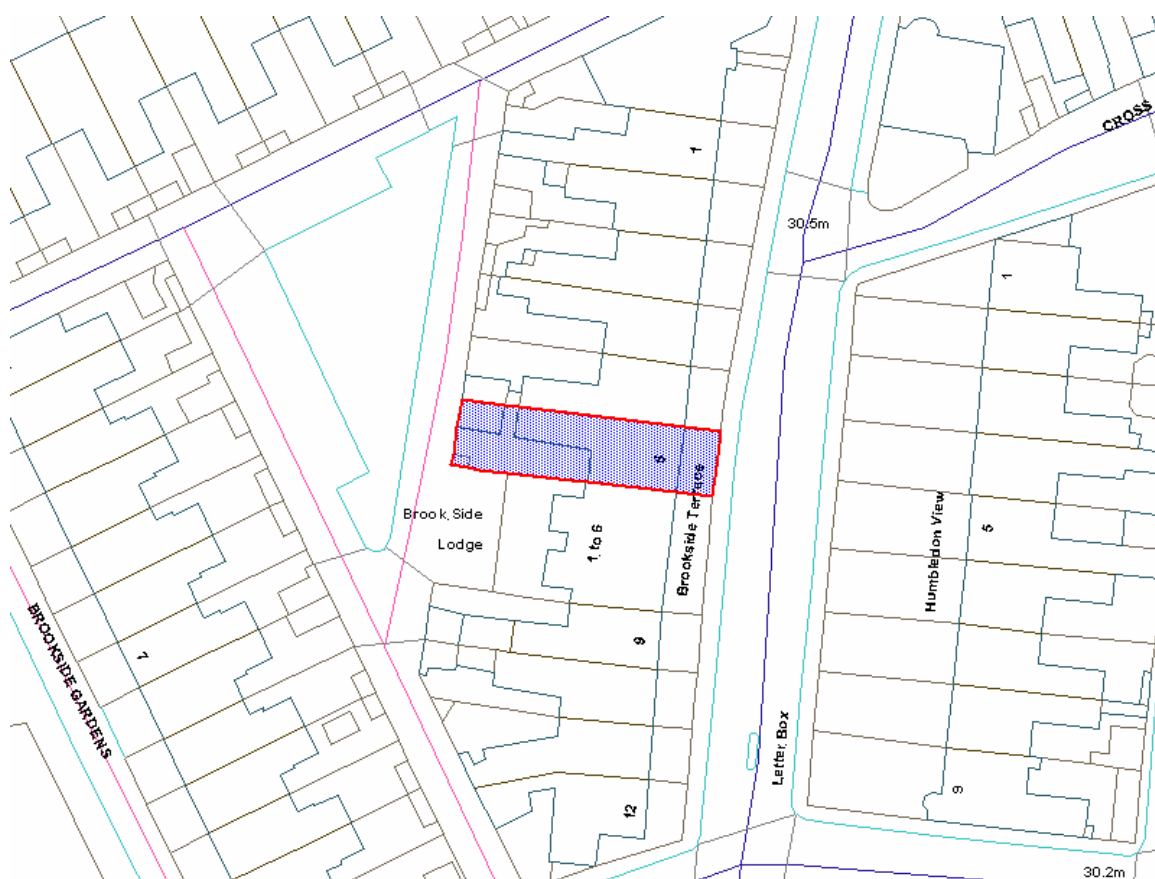 CROSS
1
30.5m
1
6
Brookside Terrace
Brook Side
Lodge
1 to 6
Humbledon View
5
BROOKSIDE GARDENS
7
9
Letter Box
12
9
30.2m